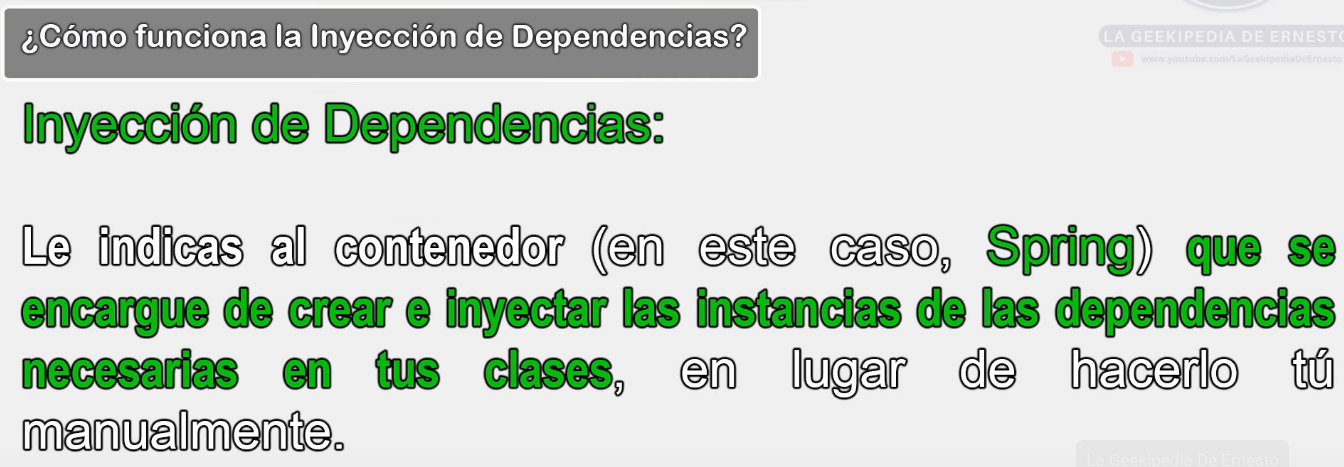 ¿Cómo funciona la Inyección de Dependencias?
LA GEEKIPEDIA DE ERNESTO
www.youtube.com/LaGeekipediaDeErnesto
Inyección de Dependencias:
Le indicas al contenedor (en este caso, Spring) que se
encargue de crear e inyectar las instancias de las dependencias
necesarias en tus clases, en lugar de hacerlo tú
manualmente.
La Geekipedia De Ernesto